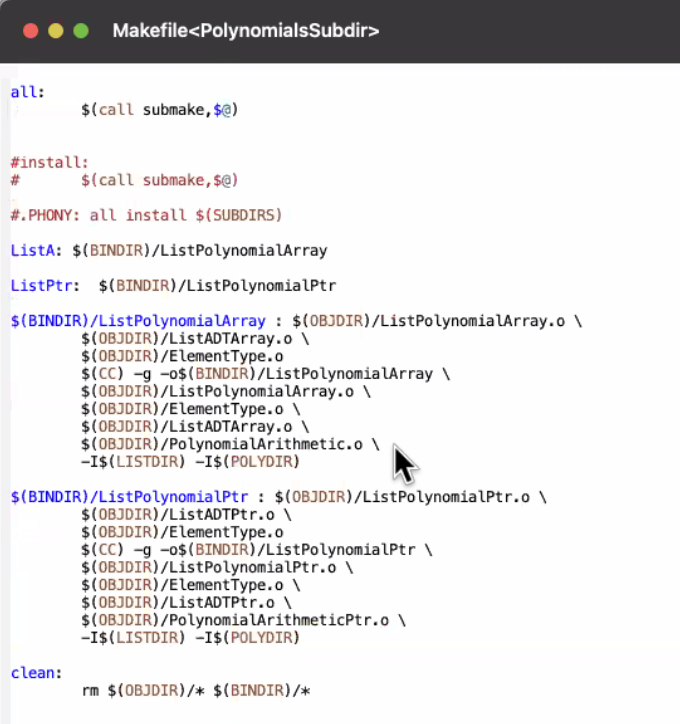 Makefile<PolynomialsSubdir>
all:
$(call submake,$@)
#install:
# $(call submake,$@)
#.PHONY: all install $(SUBDIRS)
ListA: $(BINDIR)/ListPolynomialArray
ListPtr: $(BINDIR)/ListPolynomialPtr
$(BINDIR)/ListPolynomialArray : $(OBJDIR)/ListPolynomialArray.o \
$(OBJDIR)/ListADTArray.o \
$(OBJDIR)/ElementType.o
$(CC) -g -o$(BINDIR)/ListPolynomialArray \
$(OBJDIR)/ListPolynomialArray.o \
$(OBJDIR)/ElementType.o \
$(OBJDIR)/ListADTArray.o \
$(OBJDIR)/PolynomialArithmetic.o \
-I$(LISTDIR) -I$(POLYDIR)
$(BINDIR)/ListPolynomialPtr : $(OBJDIR)/ListPolynomialPtr.o \
$(OBJDIR)/ListADTPtr.o \
$(OBJDIR)/ElementType.o
$(CC) -g -o$(BINDIR)/ListPolynomialPtr \
$(OBJDIR)/ListPolynomialPtr.o \
$(OBJDIR)/ElementType.o \
$(OBJDIR)/ListADTPtr.o \
$(OBJDIR)/PolynomialArithmeticPtr.o \
-I$(LISTDIR) -I$(POLYDIR)
clean:
rm $(OBJDIR)/* $(BINDIR)/*